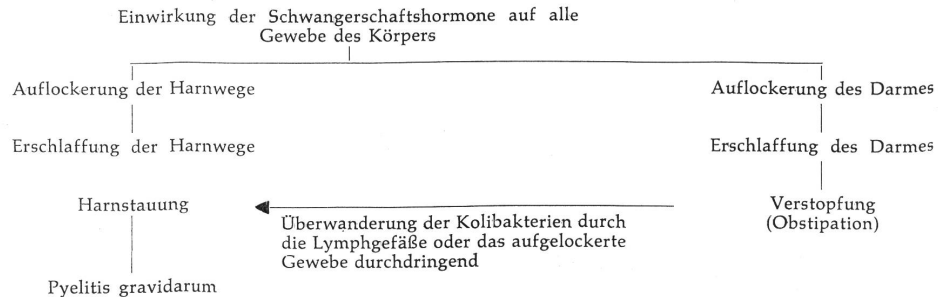 Einwirkung der Schwangerschaftshormone auf alle
Gewebe des Körpers
Auflockerung der Harnwege
Auflockerung des Darmes
Erschlaffung der Harnwege
Erschlaffung des Darmes
Harnstauung
Verstopfung
(Obstipation)
Überwanderung der Kolibakterien durch
die Lymphgefäße oder das aufgelockerte
Gewebe durchdringend
Pyelitis gravidarum